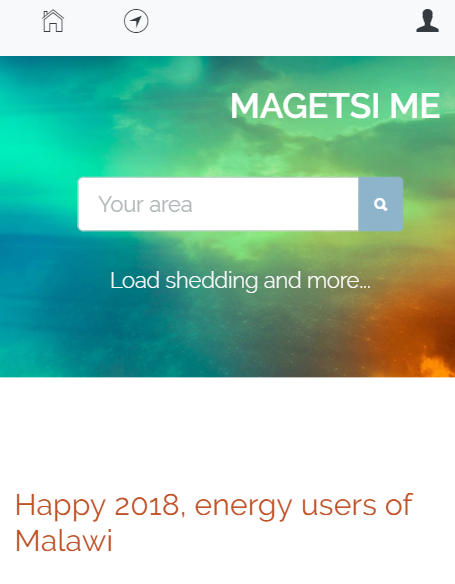 MAGETSI ME
Your area
Load shedding and more...
Happy 2018, energy users of
Malawi